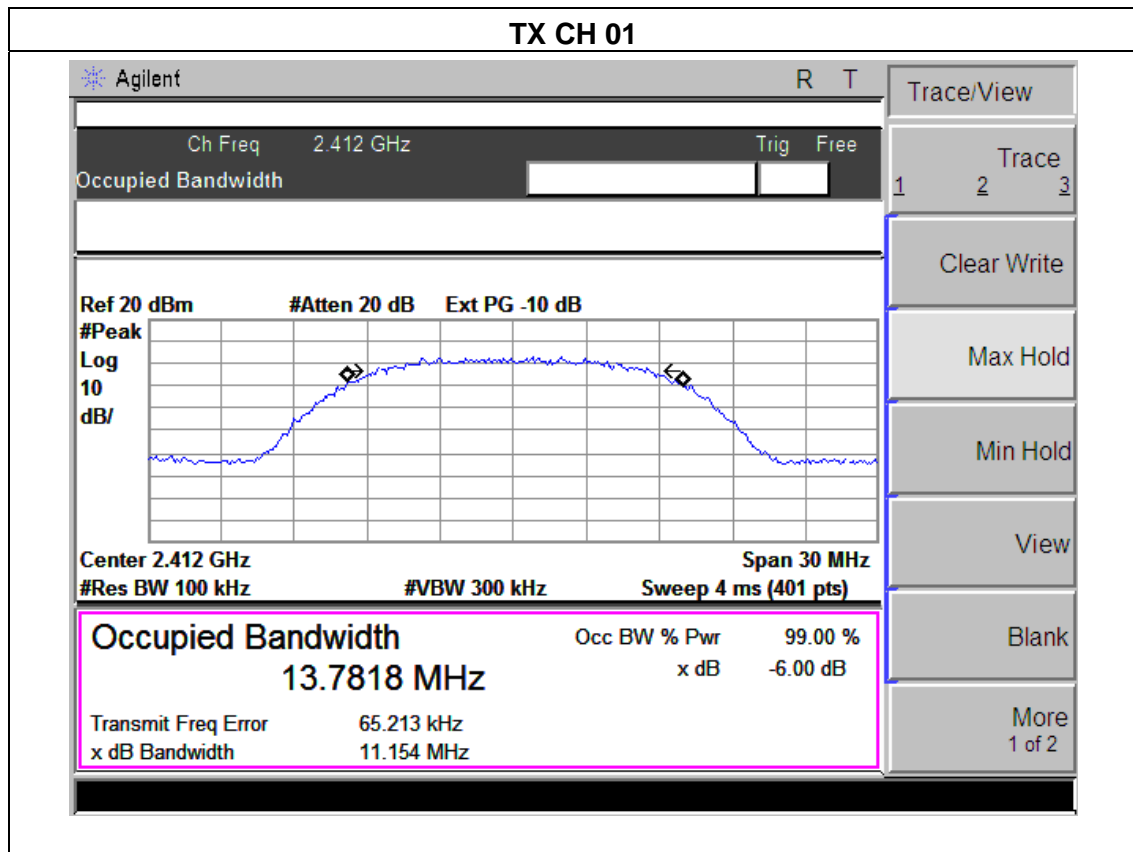 TX CH 01
Agilent R T
Trace/View
Ch Freq 2.412 GHz Trig Free
Occupied Bandwidth
Trace
1 2 3
Clear Write
Ref 20 dBm #Atten 20 dB Ext PG -10 dB
#Peak
Log
10
dB/
Max Hold
Min Hold
View
Center 2.412 GHz Span 30 MHz
#Res BW 100 kHz #VBW 300 kHz Sweep 4 ms (401 pts)
Occupied Bandwidth Occ BW % Pwr 99.00 %
13.7818 MHz x dB -6.00 dB
Blank
Transmit Freq Error 65.213 kHz
x dB Bandwidth 11.154 MHz
More
1 of 2